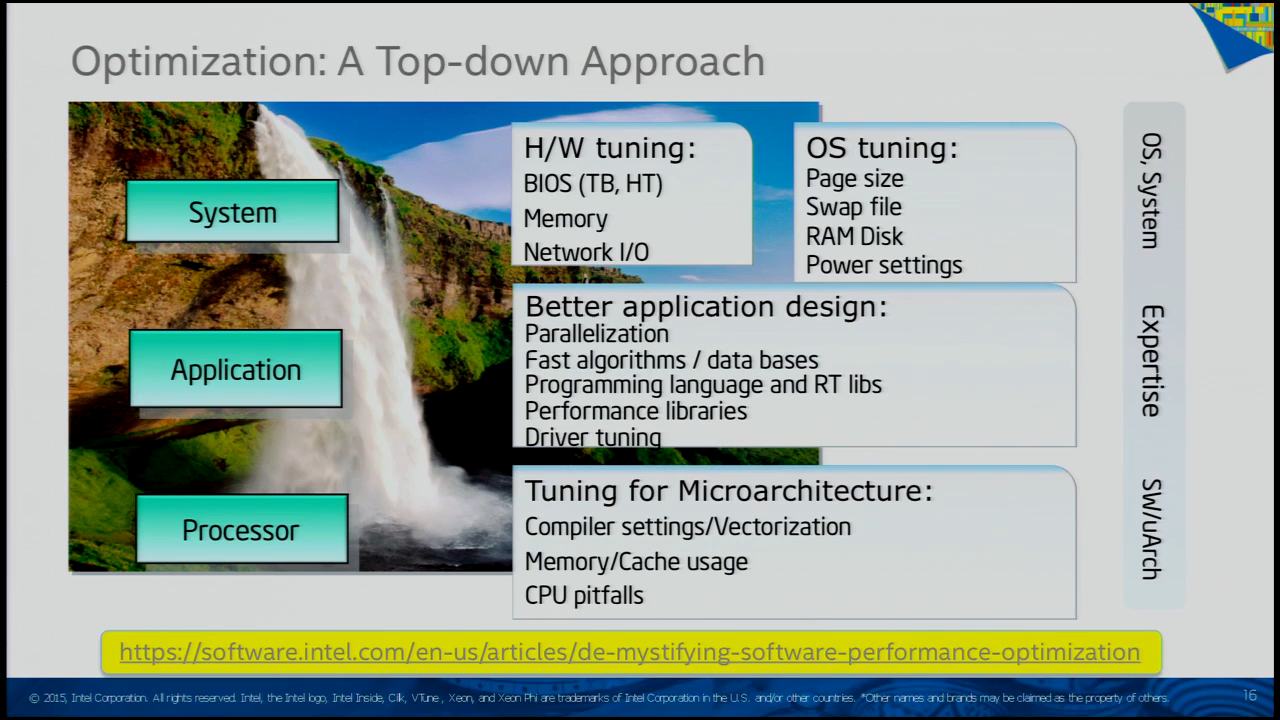 Optimization: A Top-down Approach
System
H/W tuning:
BIOS (TB, HT)
Memory
Network I/O
OS tuning:
Page size
Swap file
RAM Disk
Power settings
Application
Better application design:
Parallelization
Fast algorithms / data bases
Programming language and RT libs
Performance libraries
Driver tuning
Processor
Tuning for Microarchitecture:
Compiler settings/Vectorization
Memory/Cache usage
CPU pitfalls
OS, System
Expertise
SW/uArch
https://software.intel.com/en-us/articles/de-mystifying-software-performance-optimization
© 2015, Intel Corporation. All rights reserved. Intel, the Intel logo, Intel Inside, Cilk, VTune, Xeon, and Xeon Phi are trademarks of Intel Corporation in the U.S. and/or other countries. *Other names and brands may be claimed as the property of others.
16